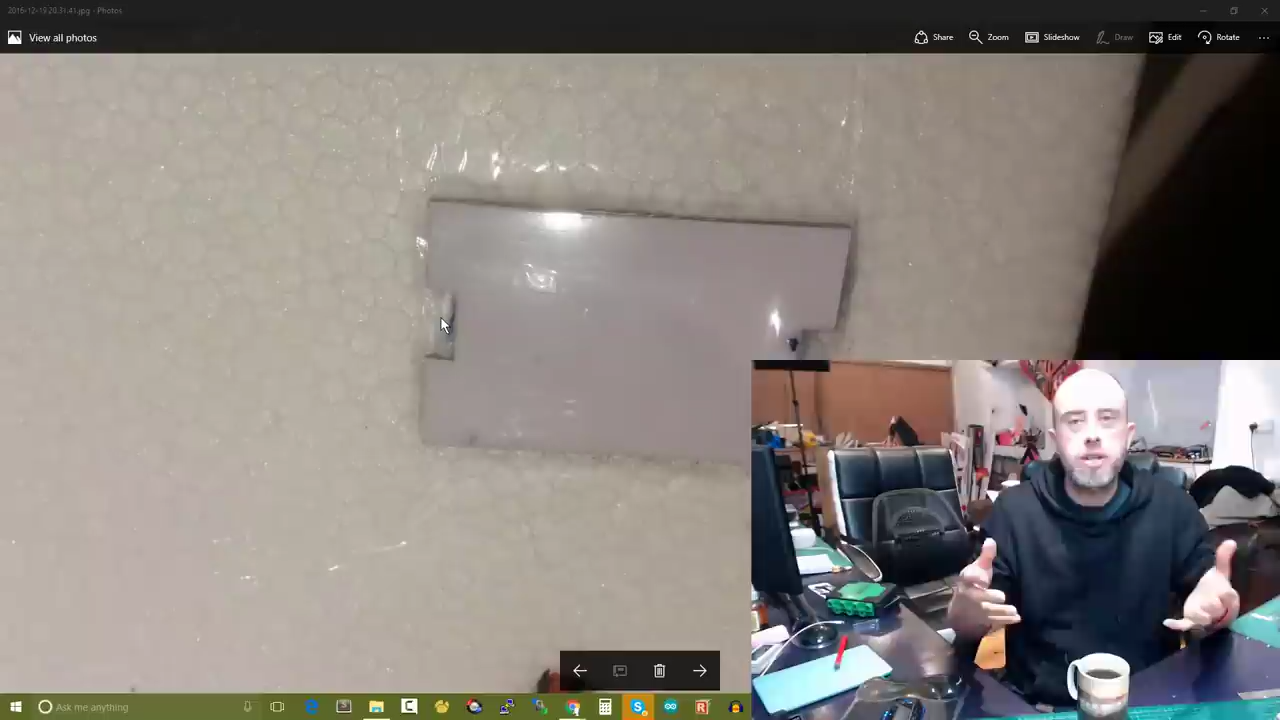 2016-12-19 20.31.41.jpg - Photos
View all photos
Share
Zoom
Slideshow
Draw
Edit
Rotate
Ask me anything